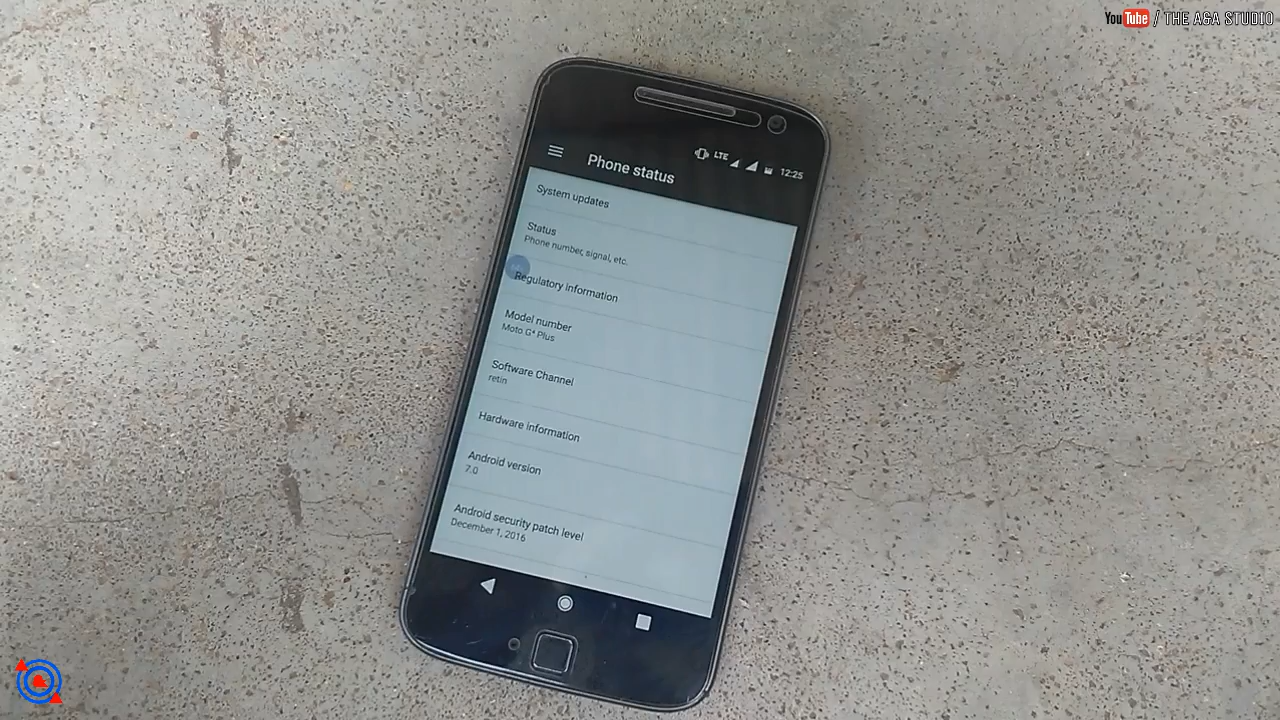 YouTube / THE A&A STUDIO
LTE 12:25
Phone status
System updates
Status
Phone number, signal, etc.
Regulatory information
Model number
Moto G⁴ Plus
Software Channel
retin
Hardware information
Android version
7.0
Android security patch level
December 1, 2016